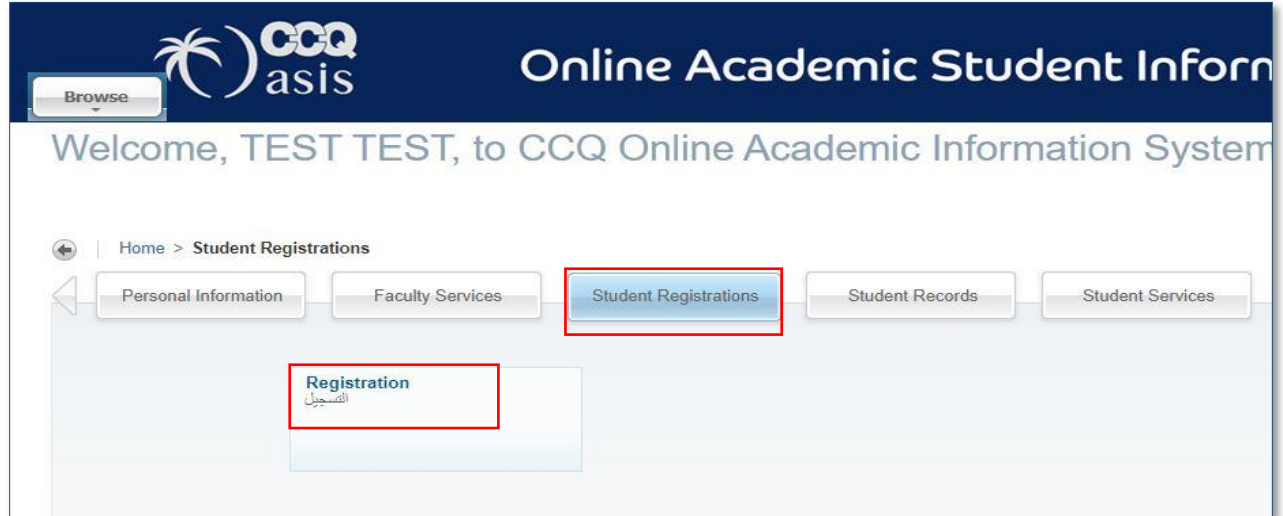 CCQ
asis
Online Academic Student Inform
Browse
Welcome, TEST TEST, to CCQ Online Academic Information System
Home > Student Registrations
Personal Information
Faculty Services
Student Registrations
Student Records
Student Services
Registration
التسجيل